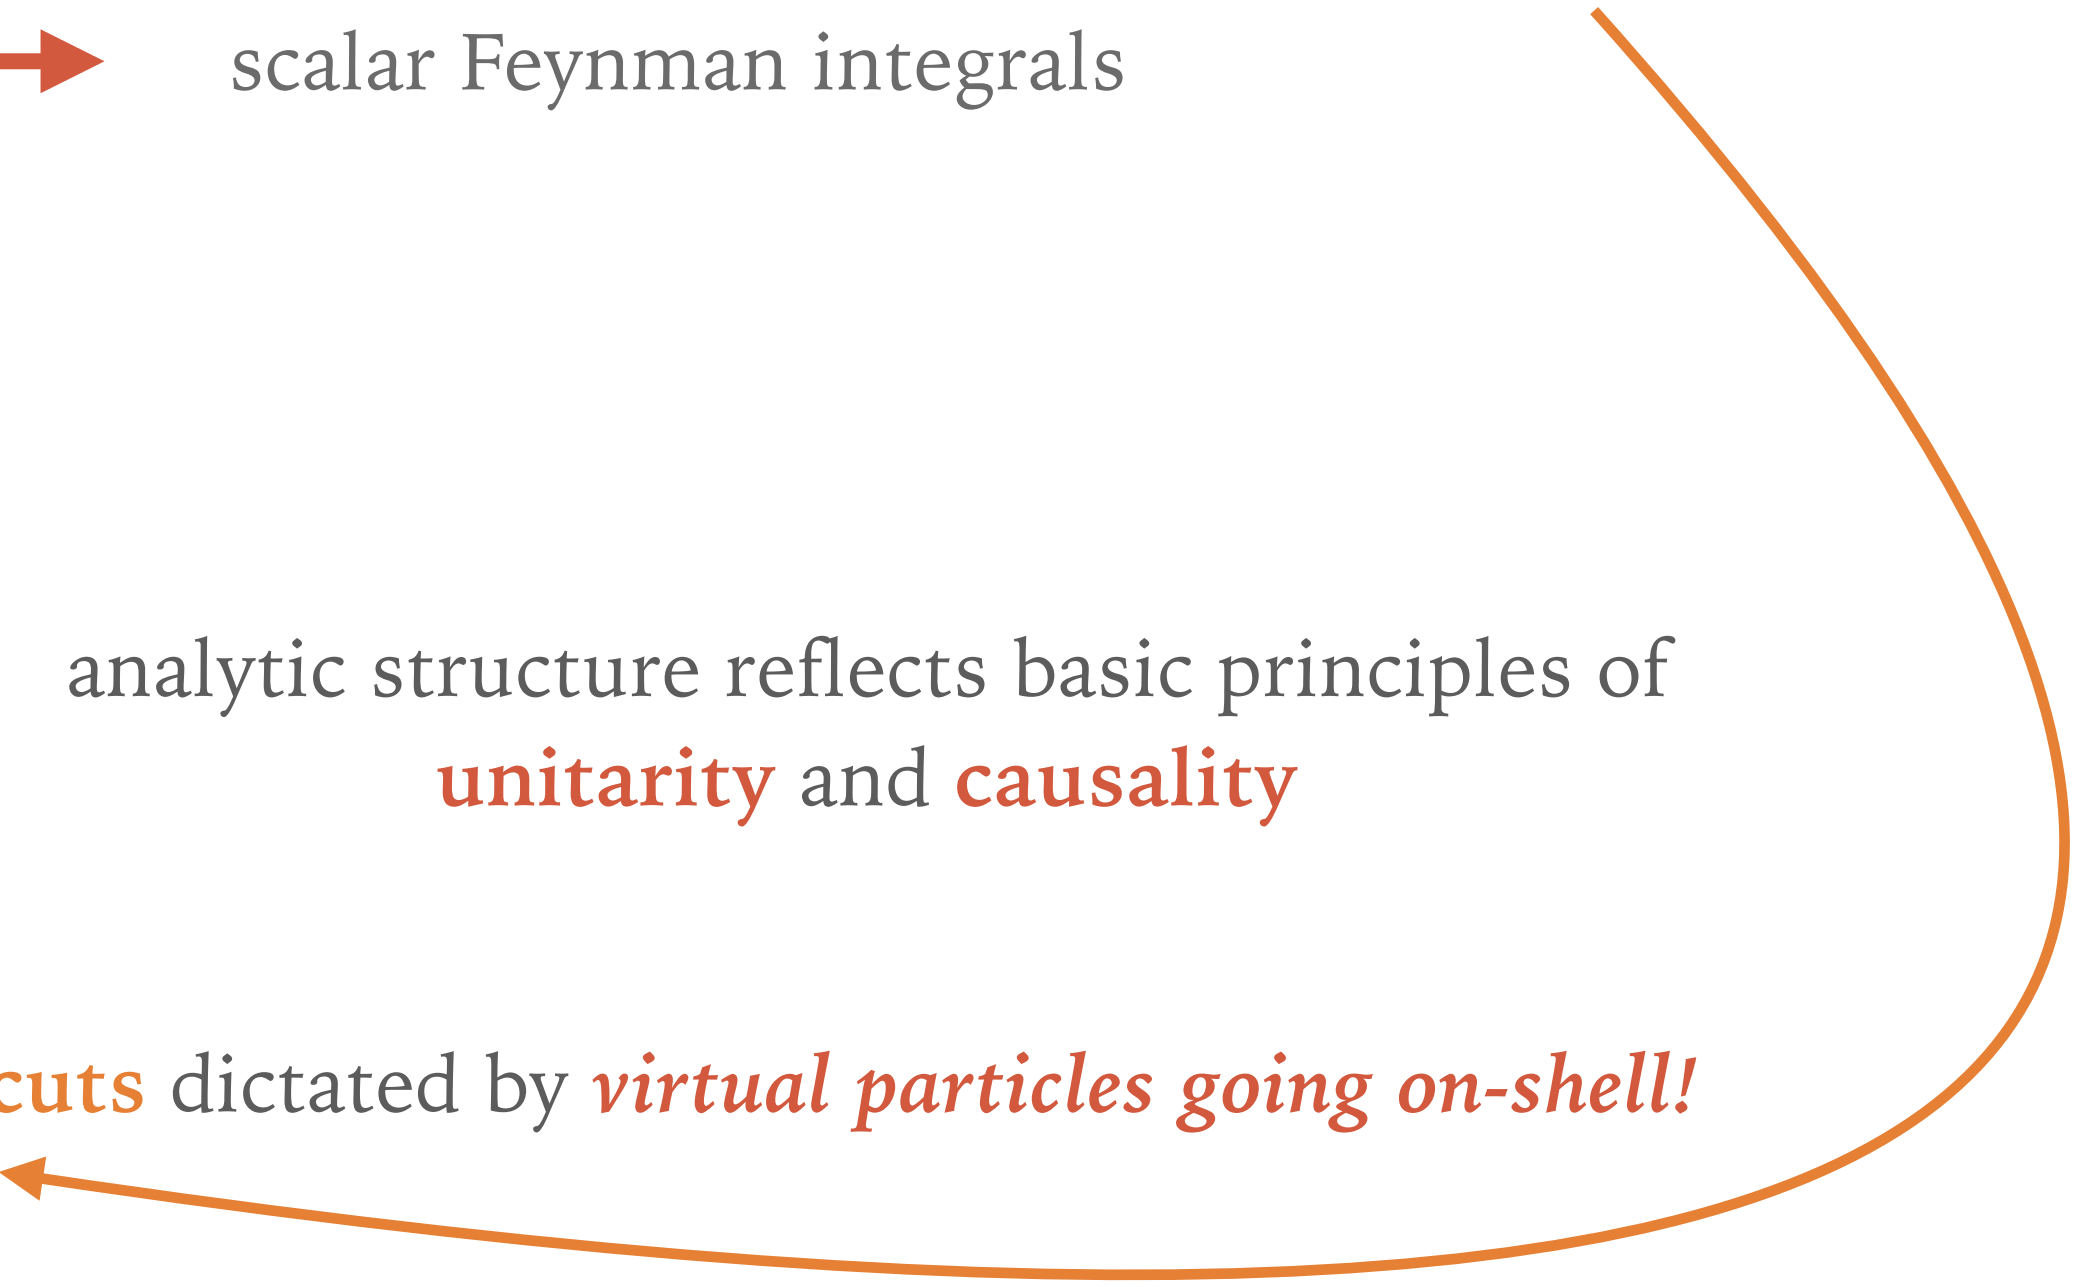 scalar Feynman integrals
analytic structure reflects basic principles of
unitarity and causality
cuts dictated by virtual particles going on-shell!